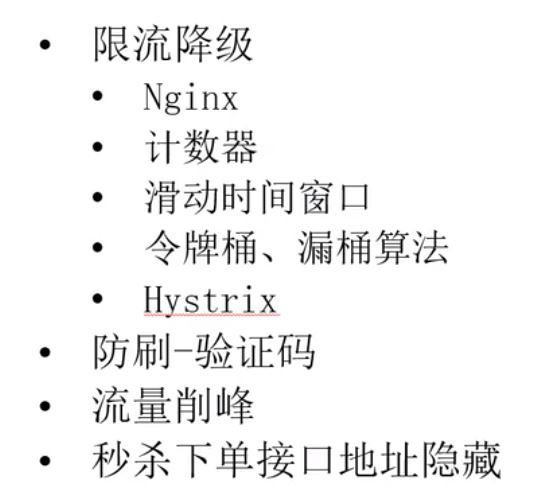 • 限流降级
• Nginx
• 计数器
• 滑动时间窗口
• 令牌桶、漏桶算法
• Hystrix
• 防刷-验证码
• 流量削峰
• 秒杀下单接口地址隐藏